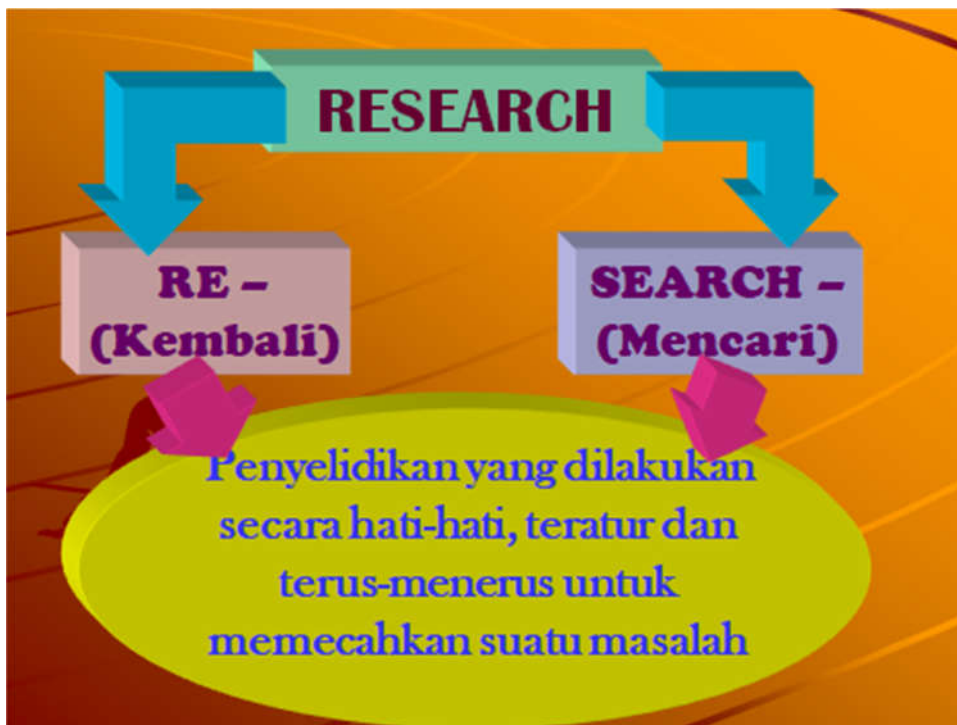 RESEARCH
RE –
(Kembali)
SEARCH –
(Mencari)
Penyelidikan yang dilakukan
secara hati-hati, teratur dan
terus-menerus untuk
memecahkan suatu masalah